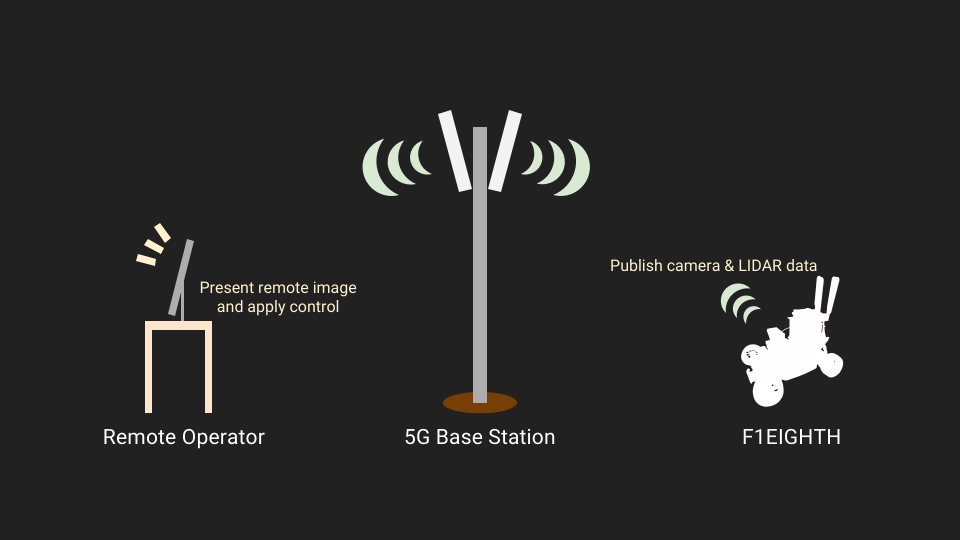 Publish camera & LIDAR data
Present remote image
and apply control
Remote Operator
5G Base Station
F1EIGHTH